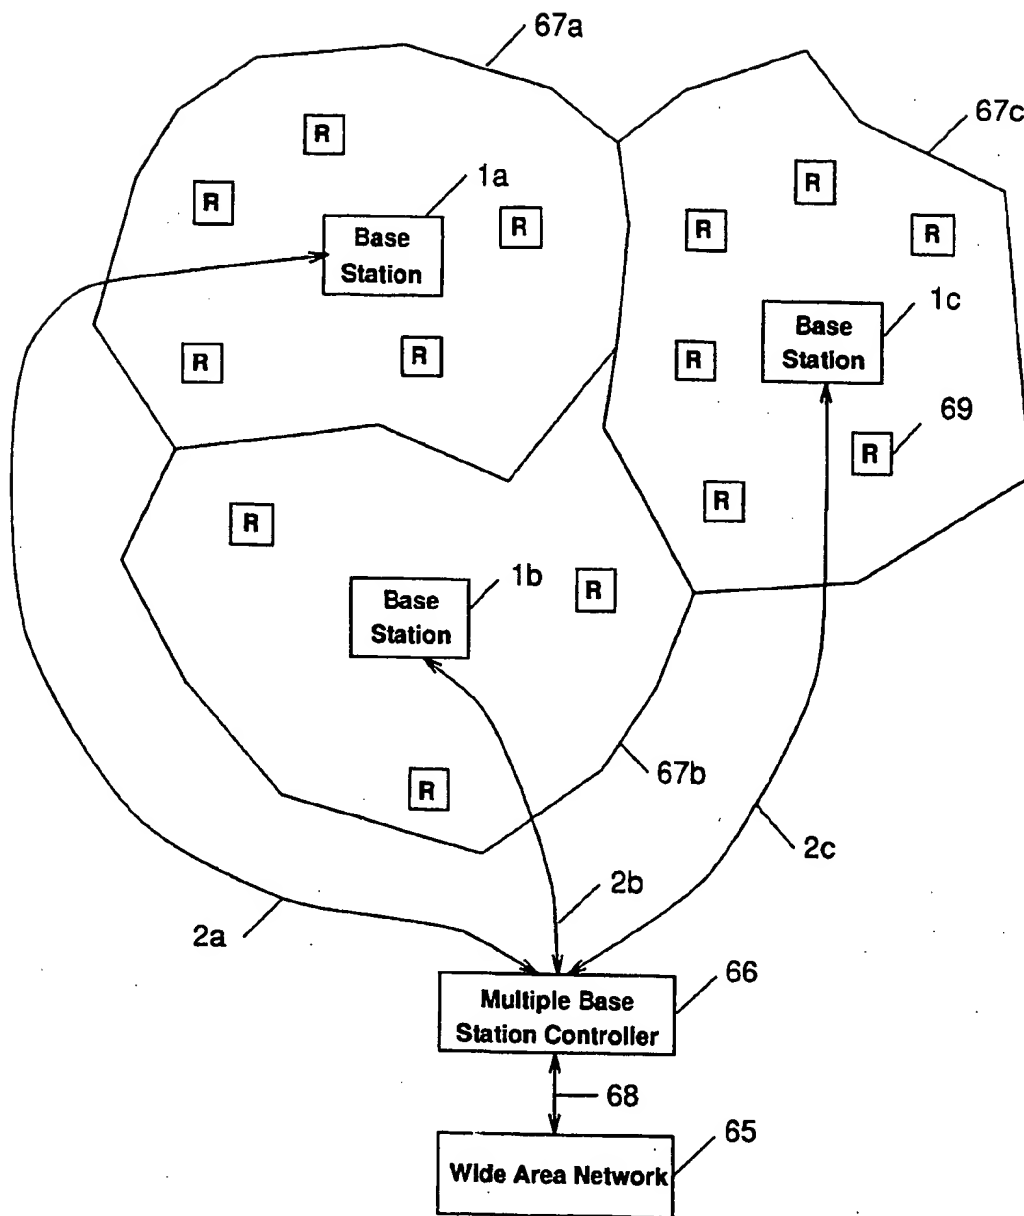 67a
67c
R
1a
R
R
R
R
R
Base
Station
1c
Base
Station
R
R
R
69
R
R
R
1b
Base
Station
R
R
67b
2c
2b
2a
66
Multiple Base
Station Controller
68
65
Wide Area Network